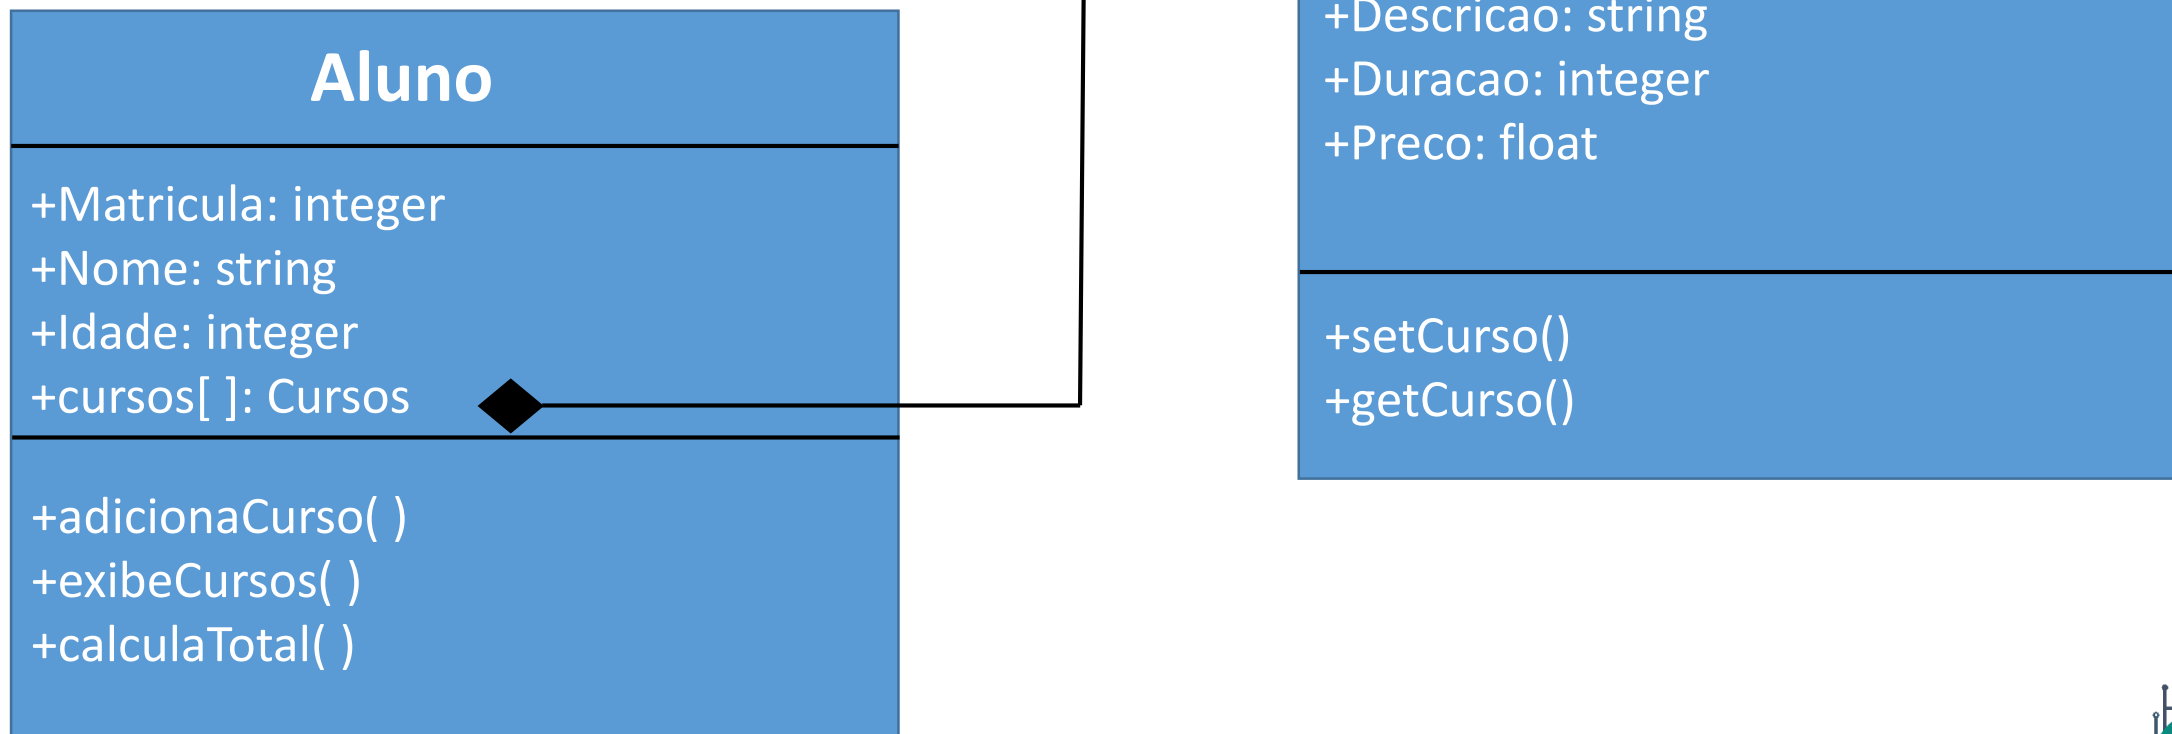 Aluno
+Matricula: integer
+Nome: string
+Idade: integer
+cursos[ ]: Cursos
+adicionaCurso( )
+exibeCursos( )
+calculaTotal( )
+Descricao: string
+Duracao: integer
+Preco: float
+setCurso()
+getCurso()